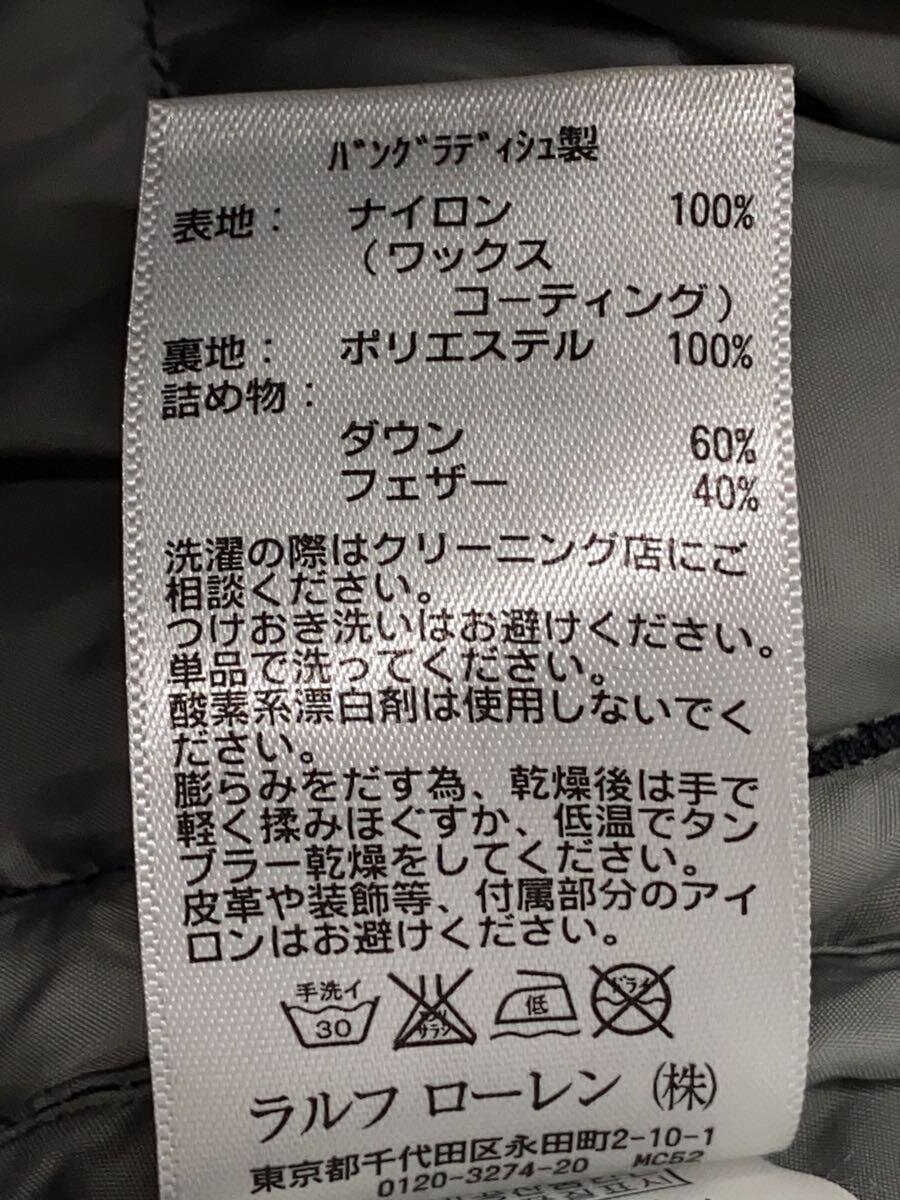 ﾊﾞﾝｸﾞﾗﾃﾞｨｼｭ製
表地： ナイロン 100%
（ワックス
コーティング）
裏地： ポリエステル 100%
詰め物：
ダウン 60%
フェザー 40%
洗濯の際はクリーニング店にご
相談ください。
つけおき洗いはお避けください。
単品で洗ってください。
酸素系漂白剤は使用しないでく
ださい。
膨らみをだす為、乾燥後は手で
軽く揉みほぐすか、低温でタン
ブラー乾燥をしてください。
皮革や装飾等、付属部分のアイ
ロンはお避けください。
手洗イ 30 エンソ サラシ 低 ドライ
ラルフ ローレン（株）
東京都千代田区永田町2-10-1
0120-3274-20 MC52